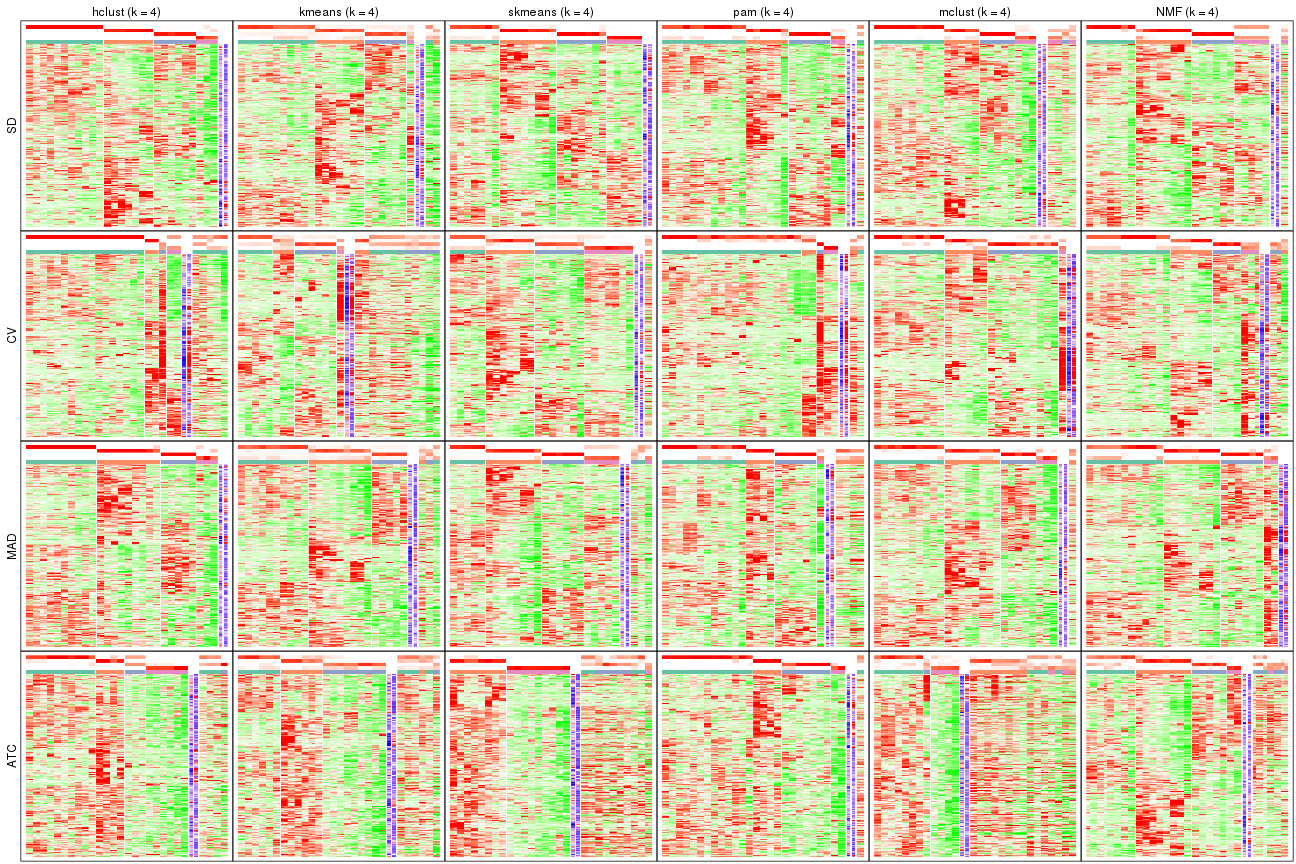 hclust (k = 4) kmeans (k = 4) skmeans (k = 4) pam (k = 4) mclust (k = 4) NMF (k = 4)
SD
CV
MAD
ATC